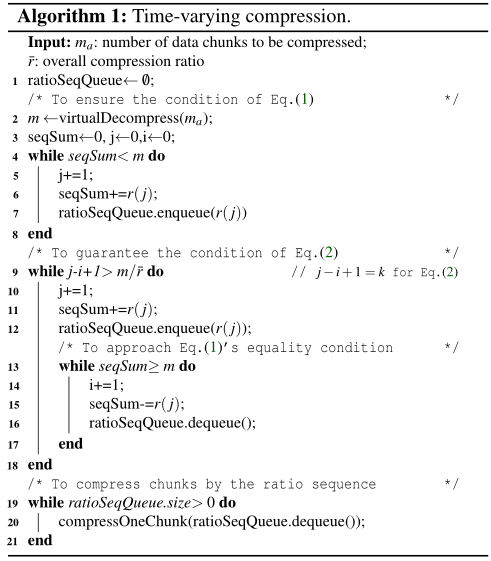 Algorithm 1: Time-varying compression.
Input: mₐ: number of data chunks to be compressed;
r̄: overall compression ratio
1 ratioSeqQueue← ∅;
/* To ensure the condition of Eq.(1) */
2 m ←virtualDecompress(mₐ);
3 seqSum←0, j←0,i←0;
4 while seqSum< m do
5 j+=1;
6 seqSum+=r(j);
7 ratioSeqQueue.enqueue(r(j))
8 end
/* To guarantee the condition of Eq.(2) */
9 while j-i+1> m/r̄ do // j−i+1 = k for Eq.(2)
10 j+=1;
11 seqSum+=r(j);
12 ratioSeqQueue.enqueue(r(j));
/* To approach Eq.(1)'s equality condition */
13 while seqSum≥ m do
14 i+=1;
15 seqSum-=r(j);
16 ratioSeqQueue.dequeue();
17 end
18 end
/* To compress chunks by the ratio sequence */
19 while ratioSeqQueue.size> 0 do
20 compressOneChunk(ratioSeqQueue.dequeue());
21 end